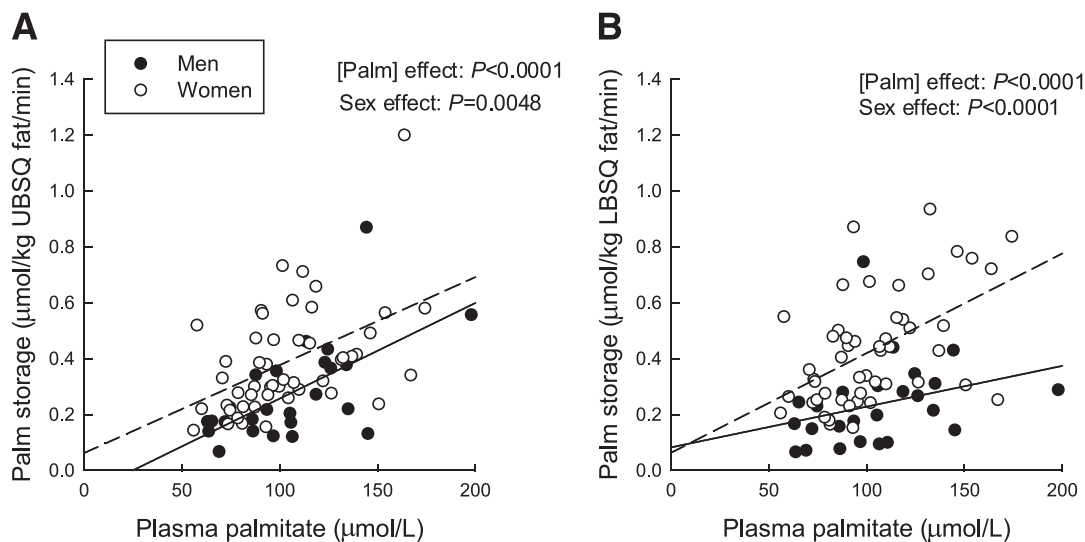 A
Men
Women
[Palm] effect: P<0.0001
Sex effect: P=0.0048
Palm storage (μmol/kg UBSQ fat/min)
1.4
1.2
1.0
0.8
0.6
0.4
0.2
0.0
0 50 100 150 200
Plasma palmitate (μmol/L)
B
[Palm] effect: P<0.0001
Sex effect: P<0.0001
Palm storage (μmol/kg LBSQ fat/min)
1.4
1.2
1.0
0.8
0.6
0.4
0.2
0.0
0 50 100 150 200
Plasma palmitate (μmol/L)